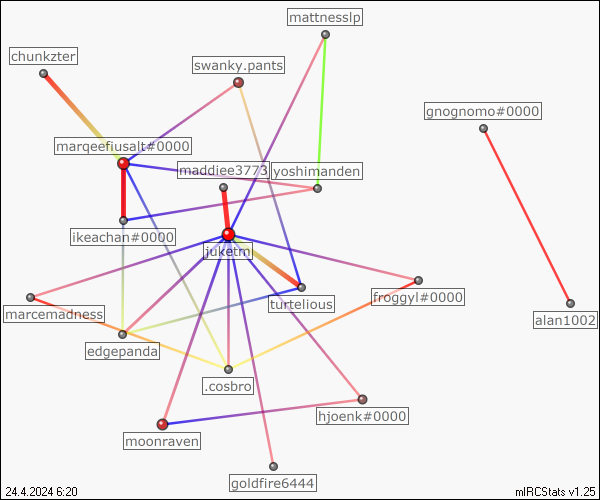 mattnesslp
chunkzter
swanky.pants
gnognomo#0000
marqeefiusalt#0000
maddiee3773
yoshimanden
ikeachan#0000
juketrn
marcemadness
turtelious
froggyl#0000
alan1002
edgepanda
.cosbro
hjoenk#0000
moonraven
goldfire6444
24.4.2024 6:20
mIRCStats v1.25